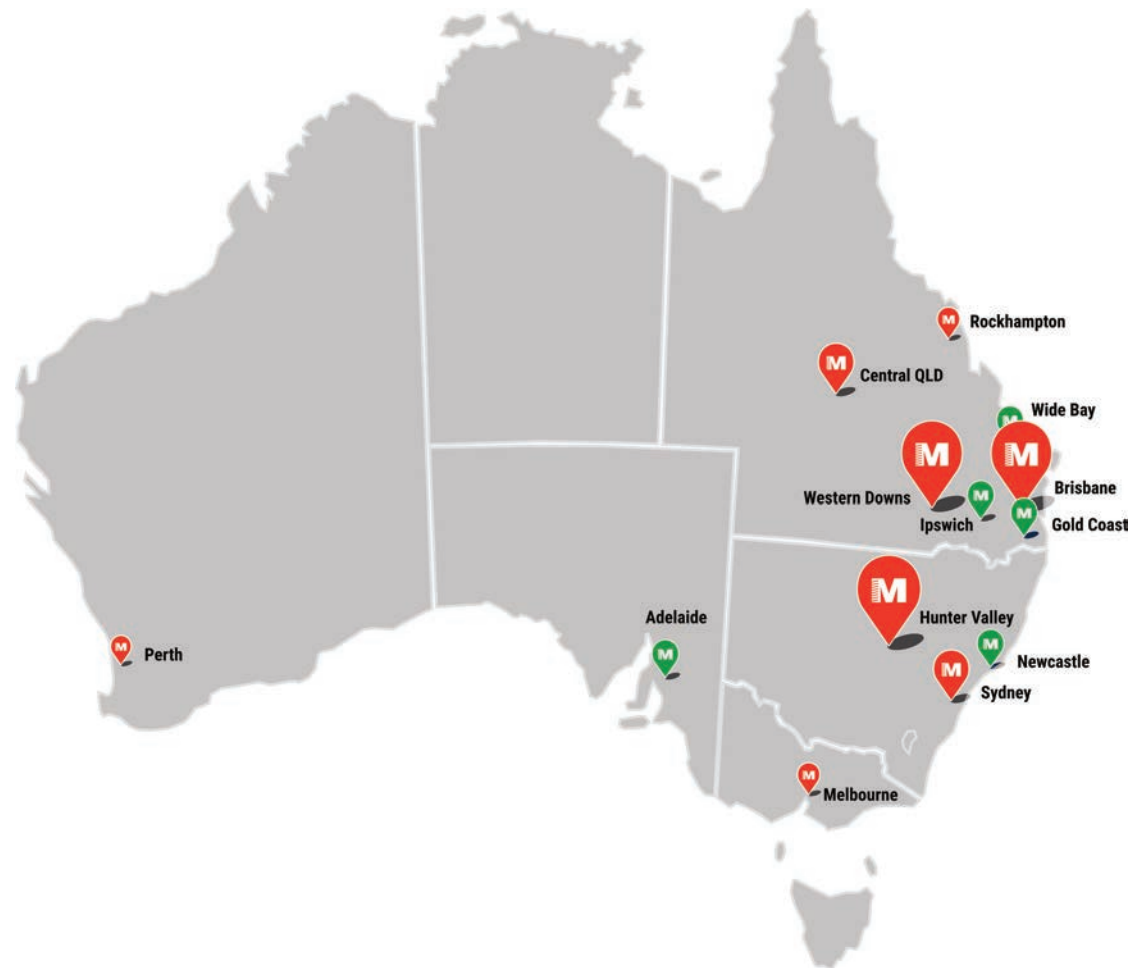 M
Rockhampton
M
Central QLD
M
Wide Bay
M
Western Downs
M
Brisbane
M
Ipswich
M
Gold Coast
M
Hunter Valley
Adelaide
M
M
Perth
M
Newcastle
M
Sydney
M
Melbourne